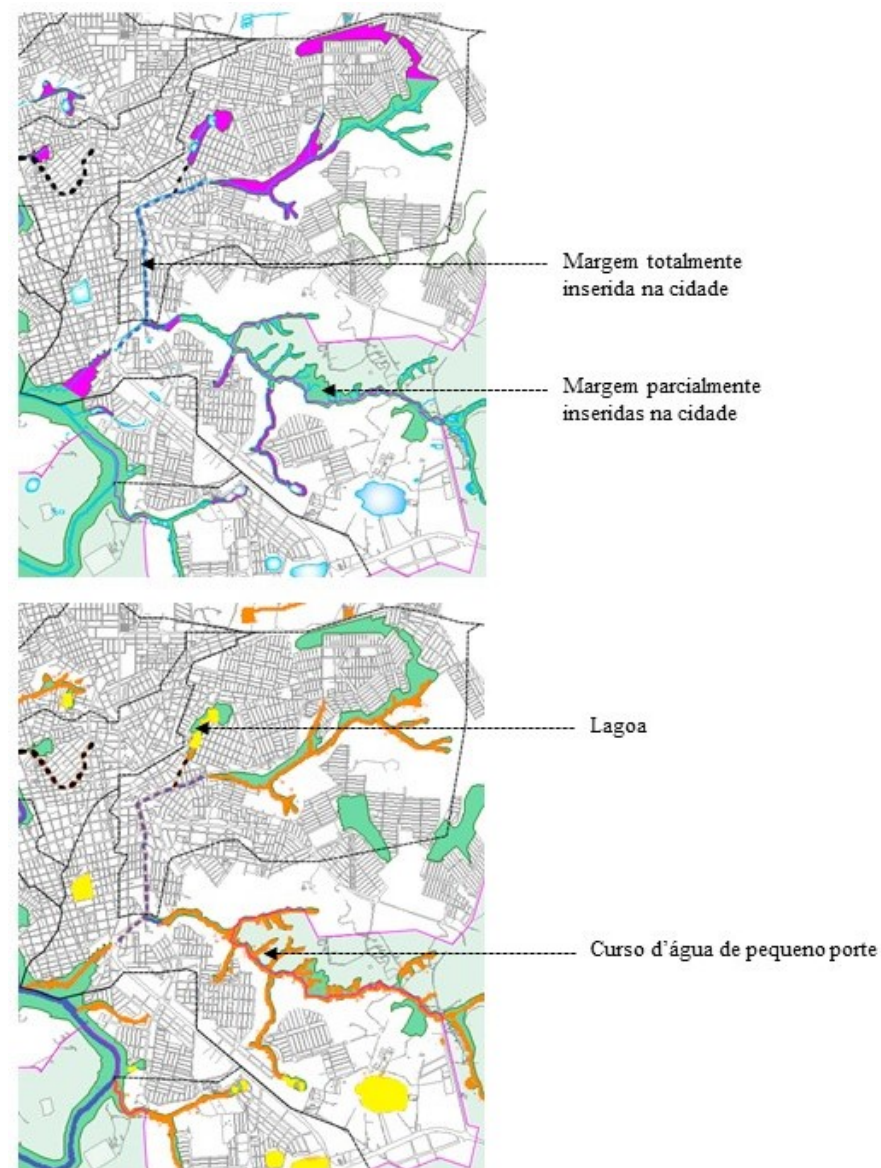 Margem totalmente
inserida na cidade
Margem parcialmente
inseridas na cidade
Lagoa
Curso d'água de pequeno porte